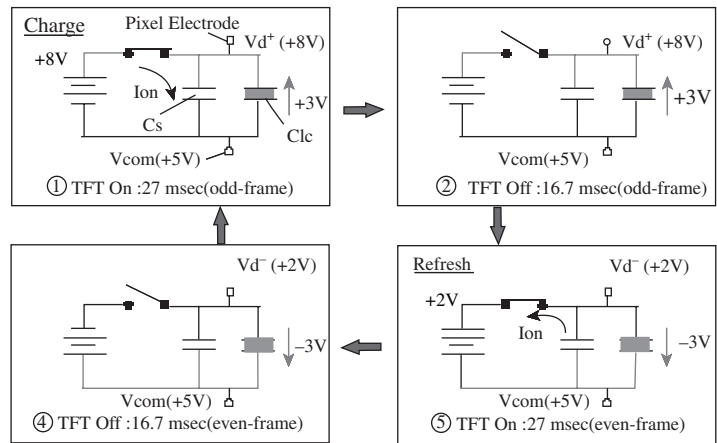 Charge
Pixel Electrode
Vd⁺ (+8V)
+8V
Ion
+3V
Cs
Clc
Vcom(+5V)
① TFT On :27 msec(odd-frame)
Vd⁺ (+8V)
+3V
Vcom(+5V)
② TFT Off :16.7 msec(odd-frame)
Vd⁻ (+2V)
−3V
Vcom(+5V)
④ TFT Off :16.7 msec(even-frame)
Refresh
Vd⁻ (+2V)
+2V
Ion
−3V
Vcom(+5V)
⑤ TFT On :27 msec(even-frame)